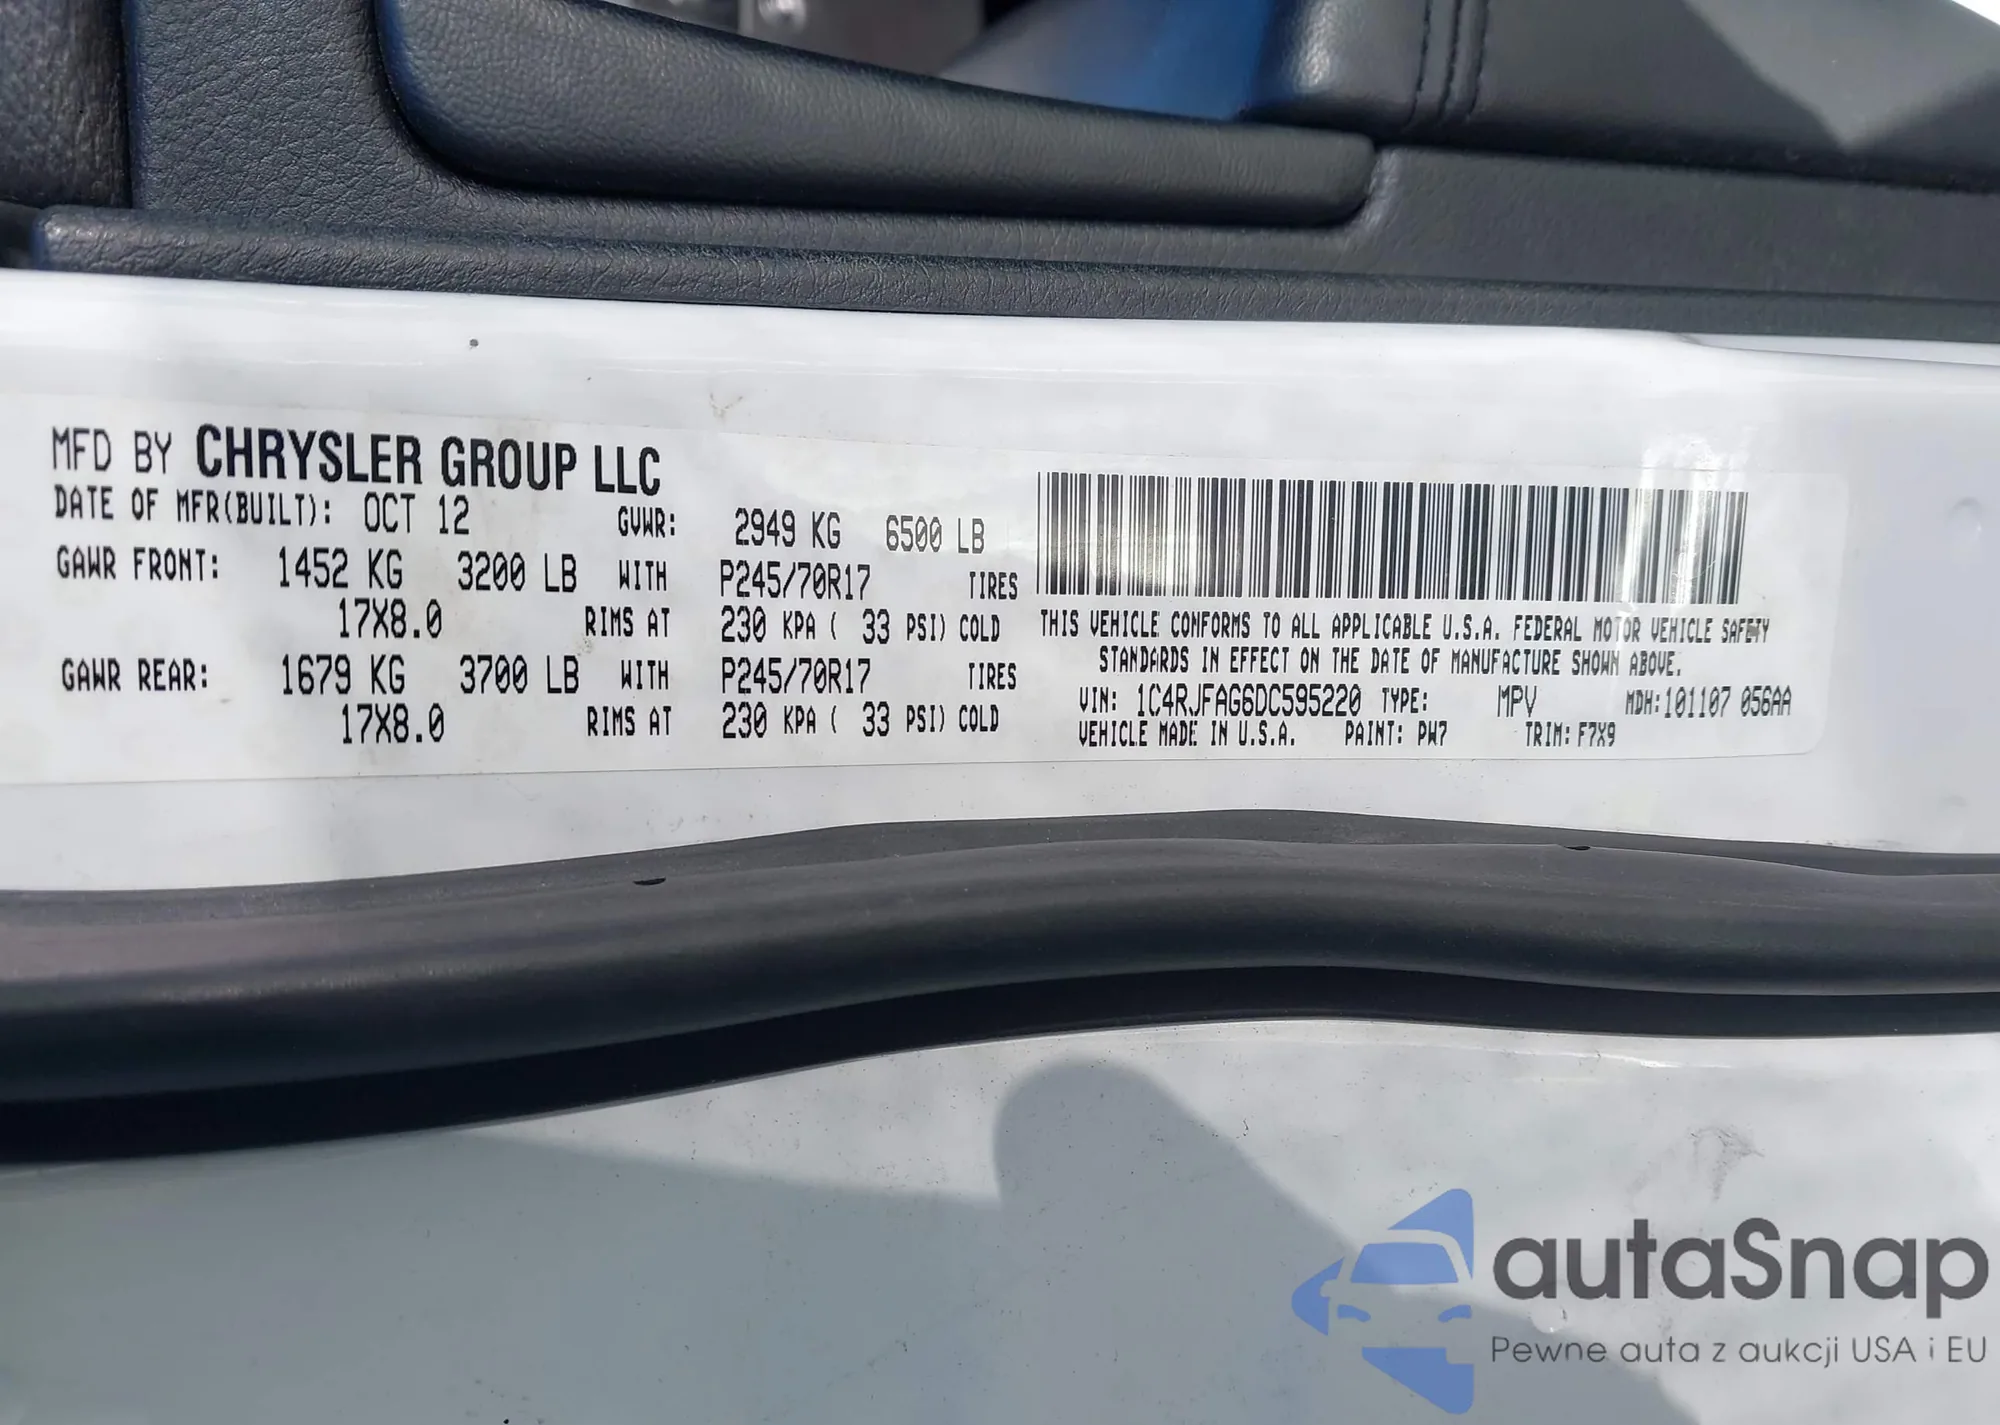 MFD BY CHRYSLER GROUP LLC
DATE OF MFR(BUILT): OCT 12 GVWR: 2949 KG 6500 LB
GAWR FRONT: 1452 KG 3200 LB WITH P245/70R17 TIRES
17X8.0 RIMS AT 230 KPA ( 33 PSI) COLD
GAWR REAR: 1679 KG 3700 LB WITH P245/70R17 TIRES
17X8.0 RIMS AT 230 KPA ( 33 PSI) COLD
THIS VEHICLE CONFORMS TO ALL APPLICABLE U.S.A. FEDERAL MOTOR VEHICLE SAFETY
STANDARDS IN EFFECT ON THE DATE OF MANUFACTURE SHOWN ABOVE.
VIN: 1C4RJFAG6DC595220 TYPE: MPV MDH:101107 056AA
VEHICLE MADE IN U.S.A. PAINT: PW7 TRIM: F7X9
autaSnap
Pewne auta z aukcji USA i EU